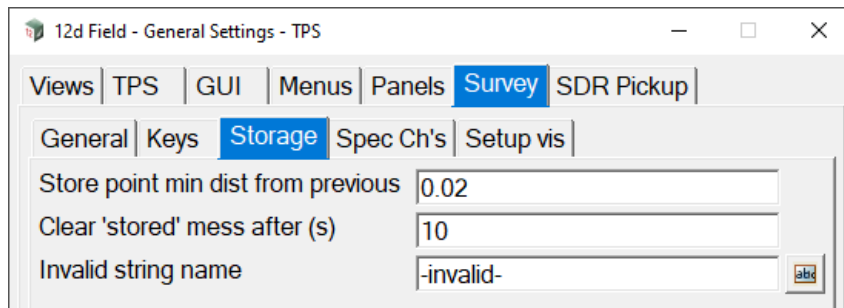 12d Field - General Settings - TPS
Views TPS GUI Menus Panels Survey SDR Pickup
General Keys Storage Spec Ch's Setup vis
Store point min dist from previous 0.02
Clear 'stored' mess after (s) 10
Invalid string name -invalid- abc